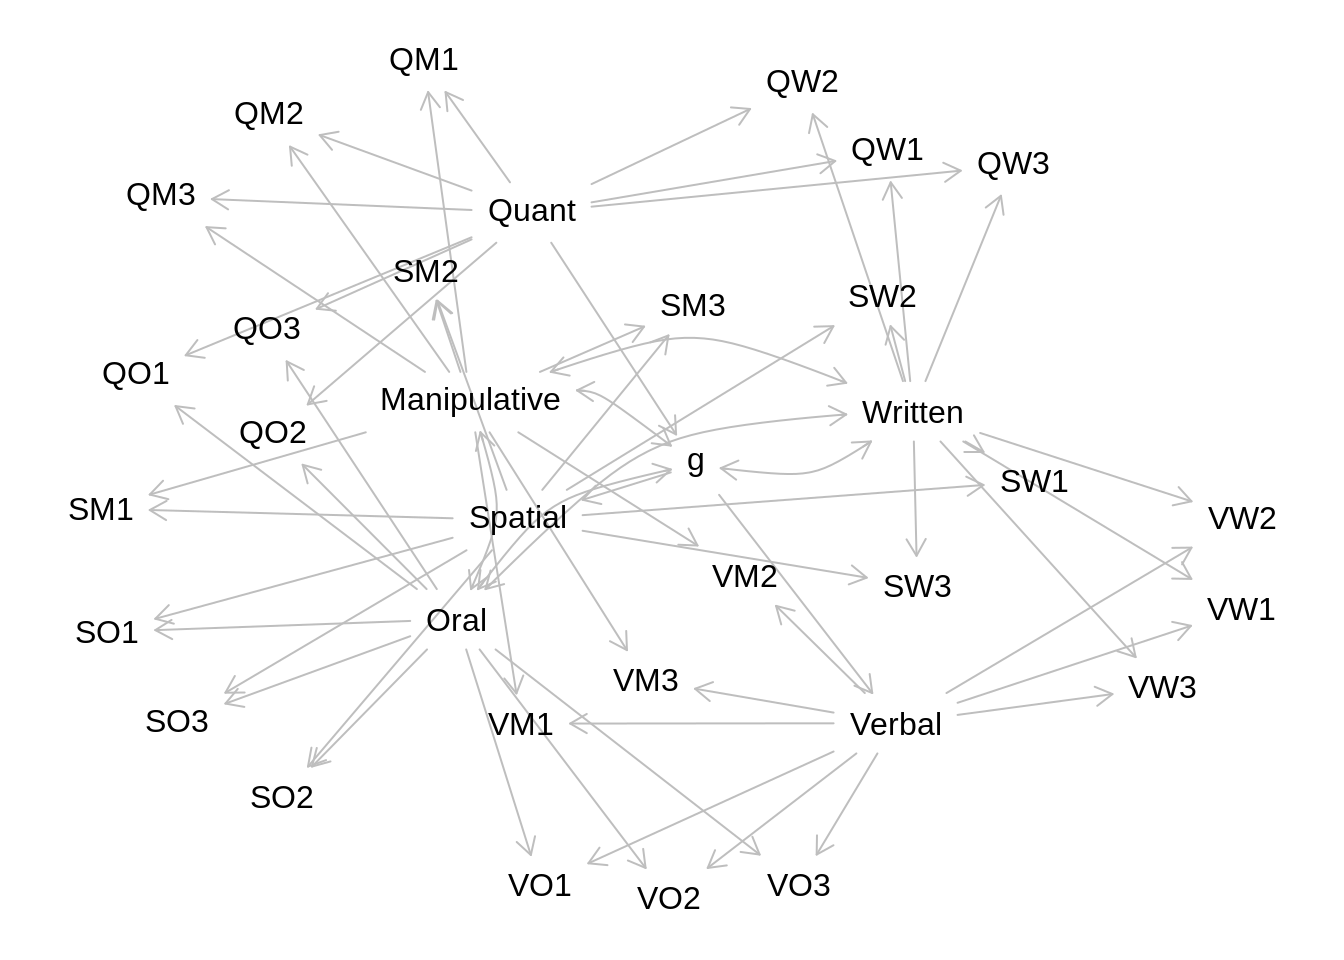 QM1
QW2
QM2
QW1
QW3
QM3
Quant
SM2
SW2
SM3
QO3
QO1
Manipulative
Written
QO2
g
SW1
SM1
Spatial
VW2
VM2
SW3
VW1
Oral
SO1
VM3
VW3
SO3
VM1
Verbal
SO2
VO1
VO3
VO2